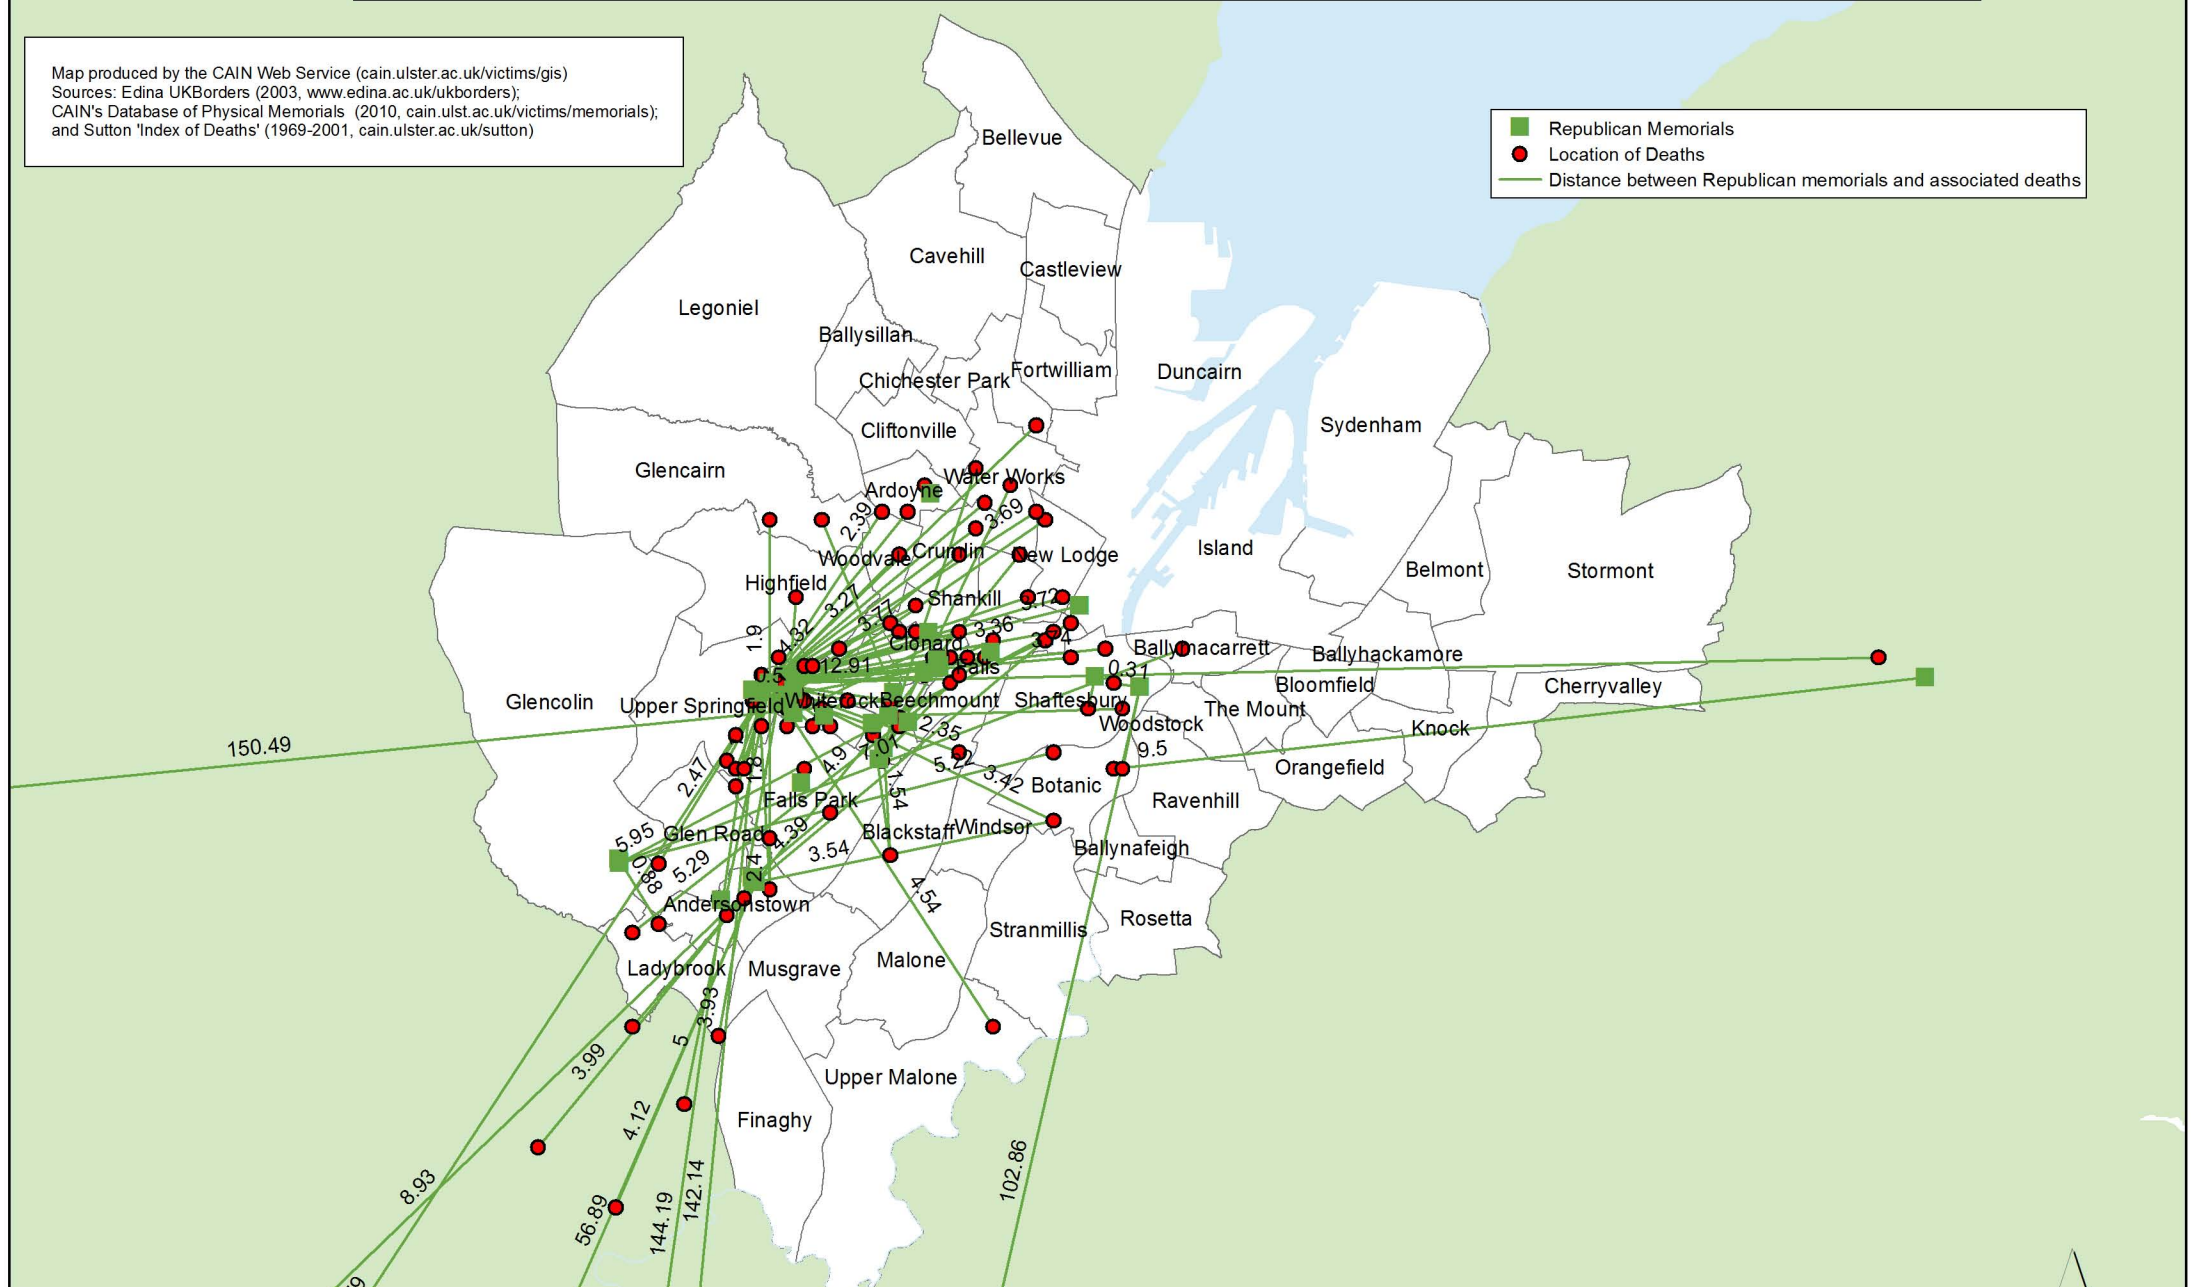 Map produced by the CAIN Web Service (cain.ulster.ac.uk/victims/gis)
Sources: Edina UKBorders (2003, www.edina.ac.uk/ukborders);
CAIN's Database of Physical Memorials (2010, cain.ulst.ac.uk/victims/memorials);
and Sutton 'Index of Deaths' (1969-2001, cain.ulster.ac.uk/sutton)
Republican Memorials
Location of Deaths
Distance between Republican memorials and associated deaths
Bellevue
Cavehill
Castleview
Legoniel
Ballysillan
Fortwilliam
Duncairn
Chichester Park
Sydenham
Cliftonville
Glencairn
Water Works
Ardoyne
2.39
3.69
Island
Woodvale
Crumlin
New Lodge
Belmont
Stormont
Highfield
3.27
Shankill
3.72
3.77
3.36
1.9
4.32
Clonard
Ballymacarrett
Ballyhackamore
12.91
Falls
0.31
0.5
Bloomfield
Cherryvalley
Glencolin
Upper Springfield
Whiterock
Beechmount
Shaftesbury
The Mount
Woodstock
Knock
2.35
150.49
9.5
4.9
5.22
3.42
Orangefield
2.47
1.8
1.54
Botanic
Falls Park
Ravenhill
5.95
Glen Road
4.39
Blackstaff
Windsor
3.54
Ballynafeigh
0.88
5.29
2.4
4.54
Andersonstown
Rosetta
Stranmillis
Ladybrook
Musgrave
Malone
3.93
5
3.99
Upper Malone
4.12
Finaghy
8.93
102.86
56.89
144.19
142.14